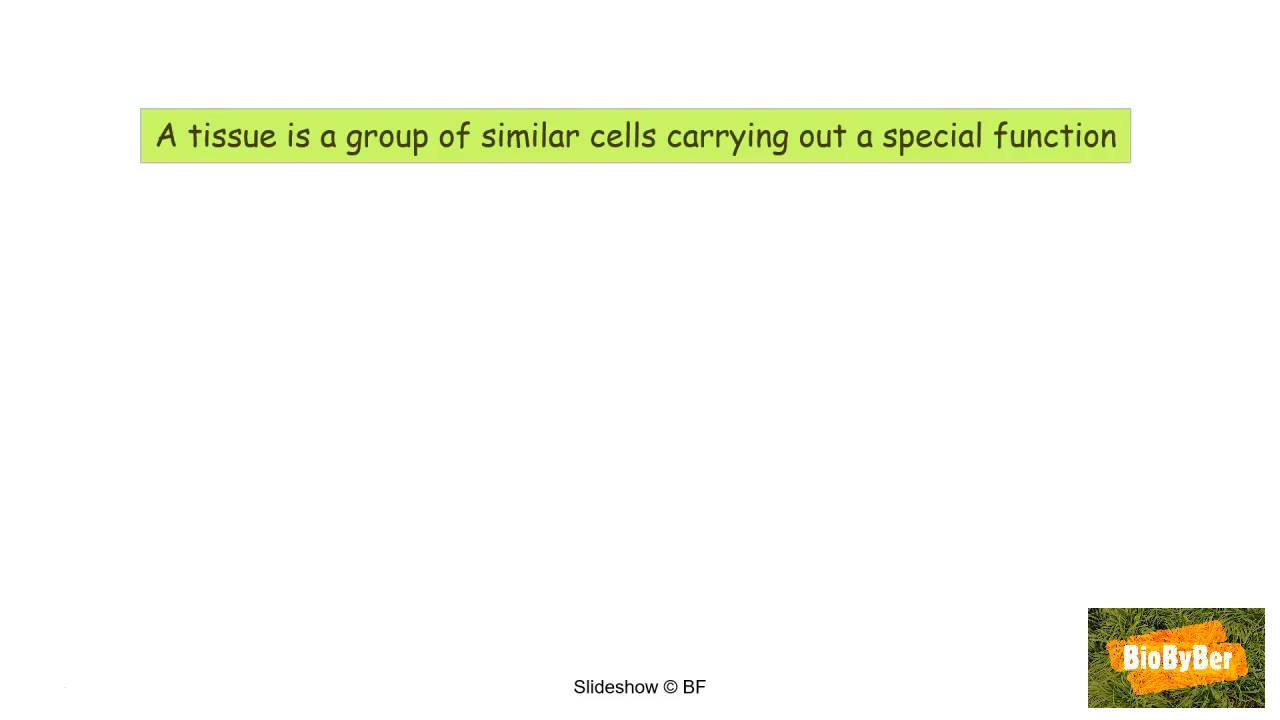 A tissue is a group of similar cells carrying out a special function
BioByBer
Slideshow © BF